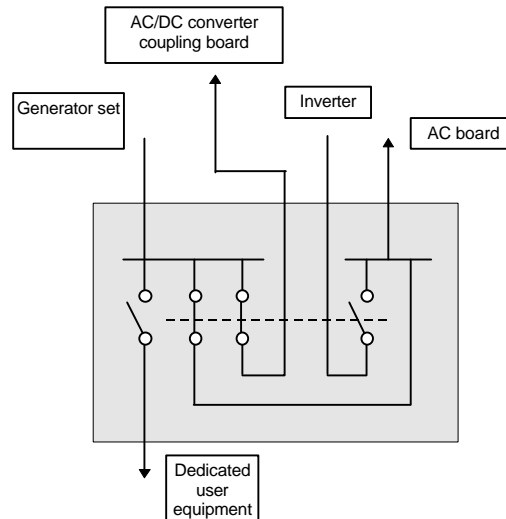 AC/DC converter
coupling board
Generator set
Inverter
AC board
Dedicated
user
equipment